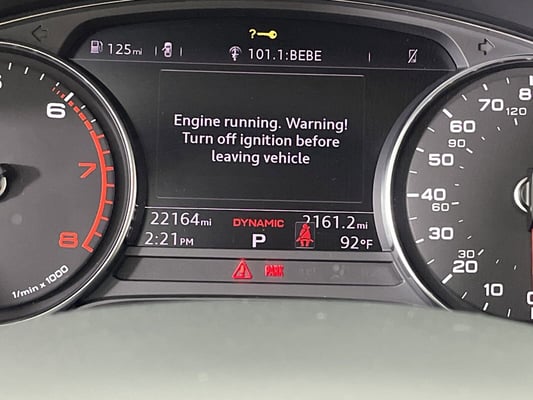 ?
125mi
101.1:BEBE
Engine running. Warning!
Turn off ignition before
leaving vehicle
22164mi DYNAMIC 2161.2mi
2:21PM P 92°F
PARK
6
7
8
1/min x 1000
80
70
120
60
90
50
40
60
30
30
20
10
0